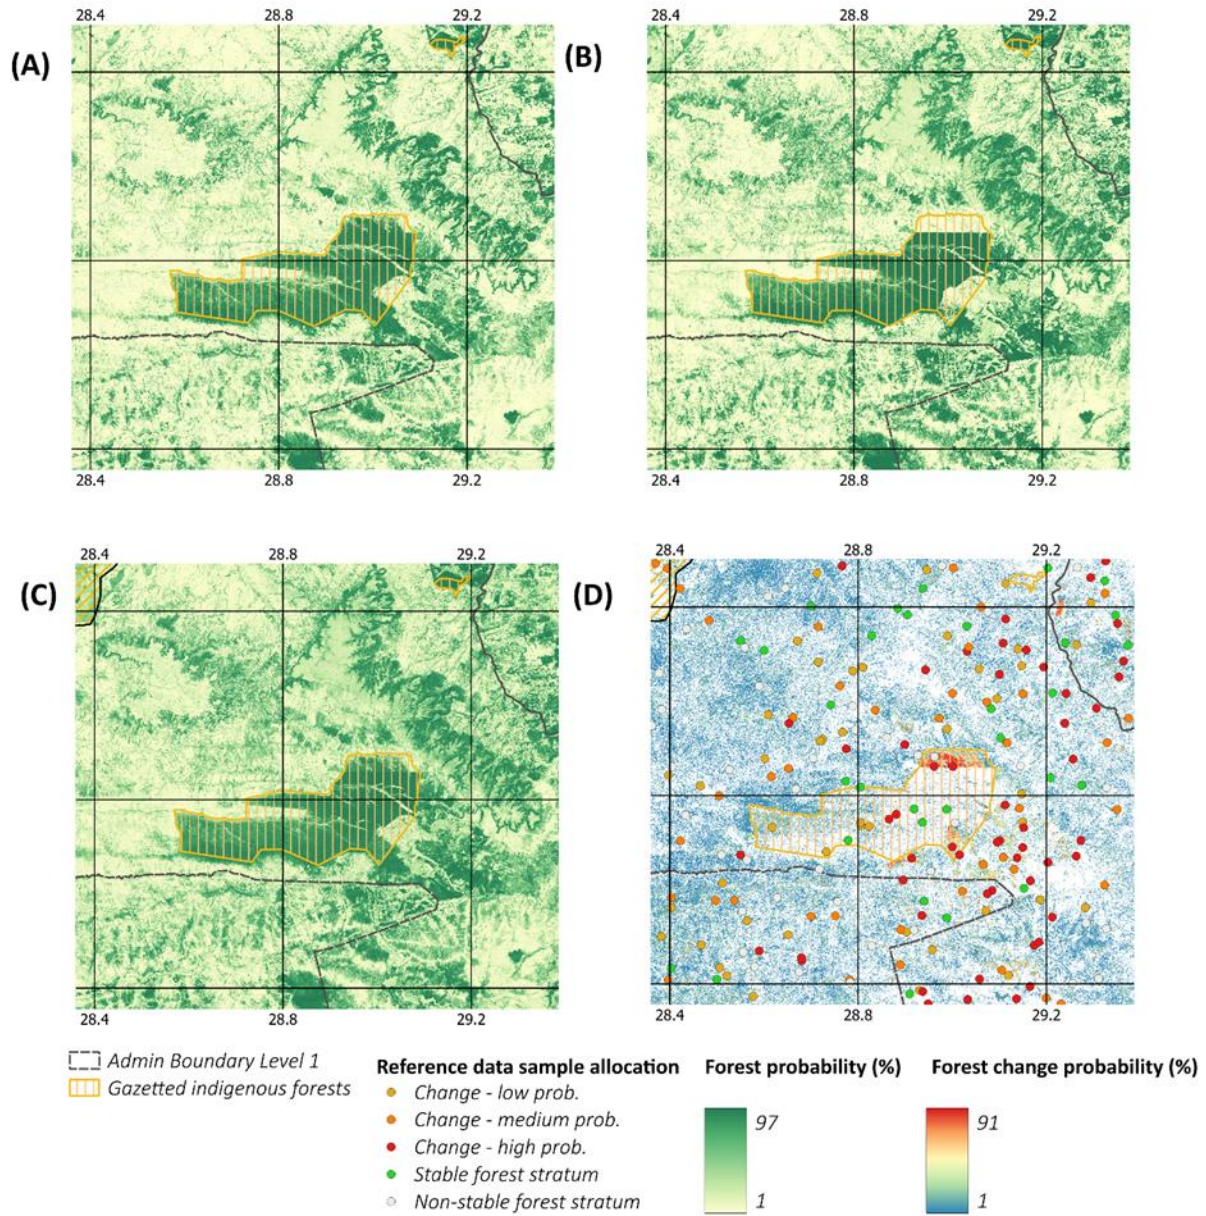 28.4 28.8 29.2 28.4 28.8 29.2
(A) (B)
28.4 28.8 29.2 28.4 28.8 29.2
28.4 28.8 29.2 28.4 28.8 29.2
(C) (D)
28.4 28.8 29.2 28.4 28.8 29.2
Admin Boundary Level 1
Gazetted indigenous forests
Reference data sample allocation
Change - low prob.
Change - medium prob.
Change - high prob.
Stable forest stratum
Non-stable forest stratum
Forest probability (%)
97
1
Forest change probability (%)
91
1